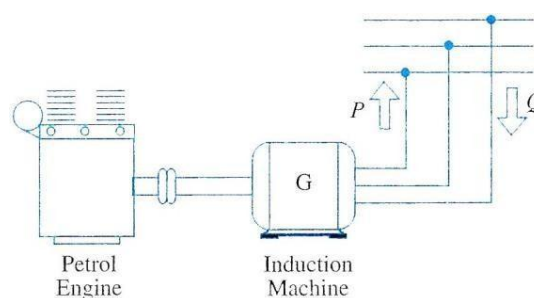 P
Q
G
Petrol
Engine
Induction
Machine